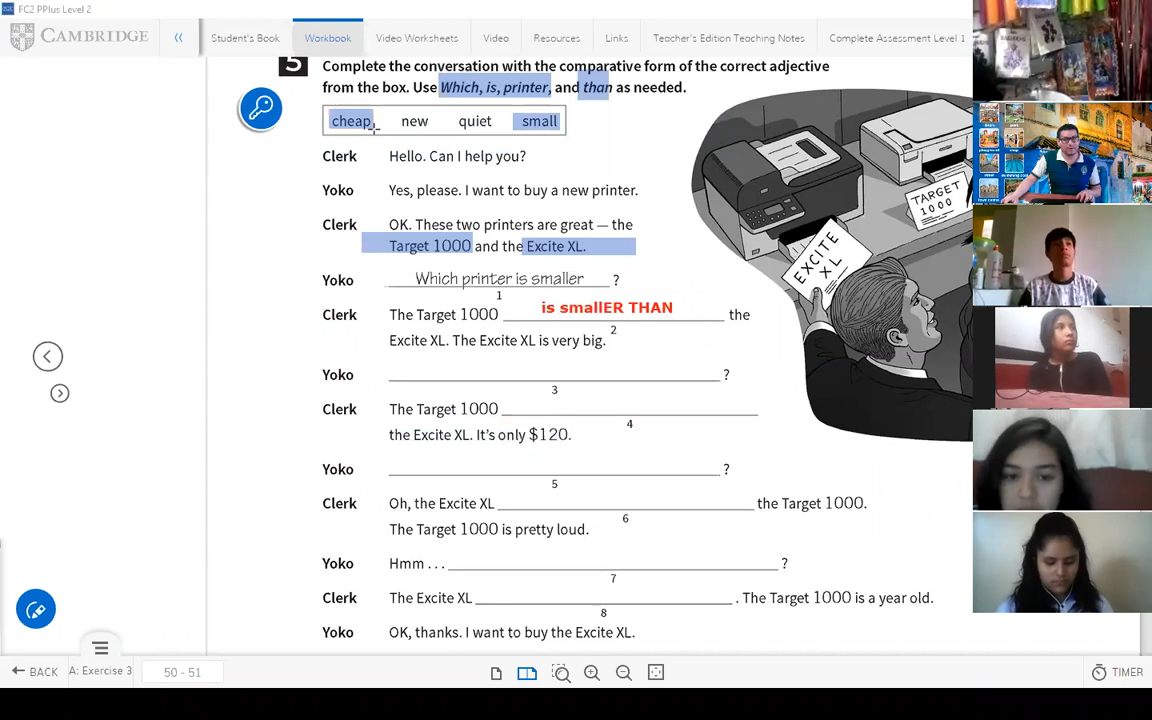 FC2 PPlus Level 2
CAMBRIDGE
Student's Book
Workbook
Video Worksheets
Video
Resources
Links
Teacher's Edition Teaching Notes
Complete Assessment Level 1
5 Complete the conversation with the comparative form of the correct adjective
from the box. Use Which, is, printer, and than as needed.
cheap new quiet small
Clerk Hello. Can I help you?
Yoko Yes, please. I want to buy a new printer.
Clerk OK. These two printers are great — the
Target 1000 and the Excite XL.
Yoko Which printer is smaller ?
1
is smallER THAN
Clerk The Target 1000 the
2
Excite XL. The Excite XL is very big.
Yoko ?
3
Clerk The Target 1000
4
the Excite XL. It's only $120.
Yoko ?
5
Clerk Oh, the Excite XL the Target 1000.
6
The Target 1000 is pretty loud.
Yoko Hmm . . . ?
7
Clerk The Excite XL . The Target 1000 is a year old.
8
Yoko OK, thanks. I want to buy the Excite XL.
TARGET
1000
EXCITE
XL
BACK
A: Exercise 3
50 - 51
TIMER